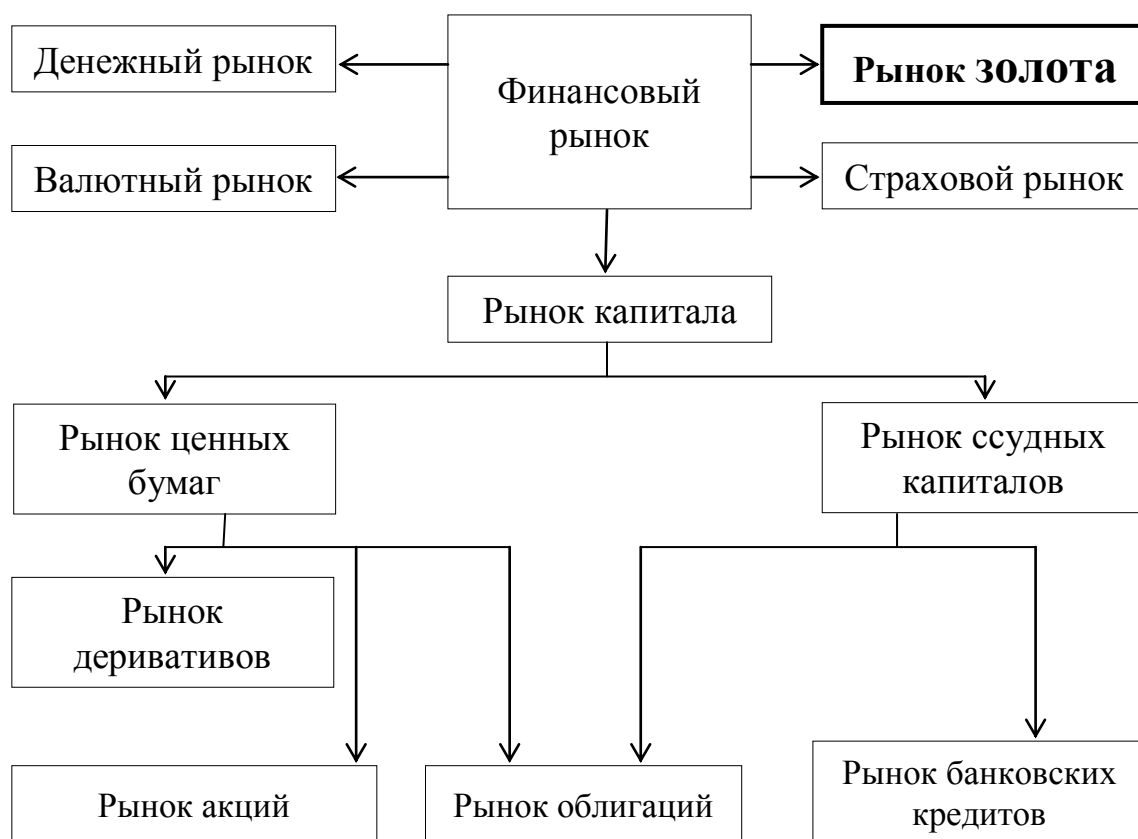 Денежный рынок
Финансовый
рынок
Рынок золота
Валютный рынок
Страховой рынок
Рынок капитала
Рынок ценных
бумаг
Рынок ссудных
капиталов
Рынок
деривативов
Рынок акций
Рынок облигаций
Рынок банковских
кредитов